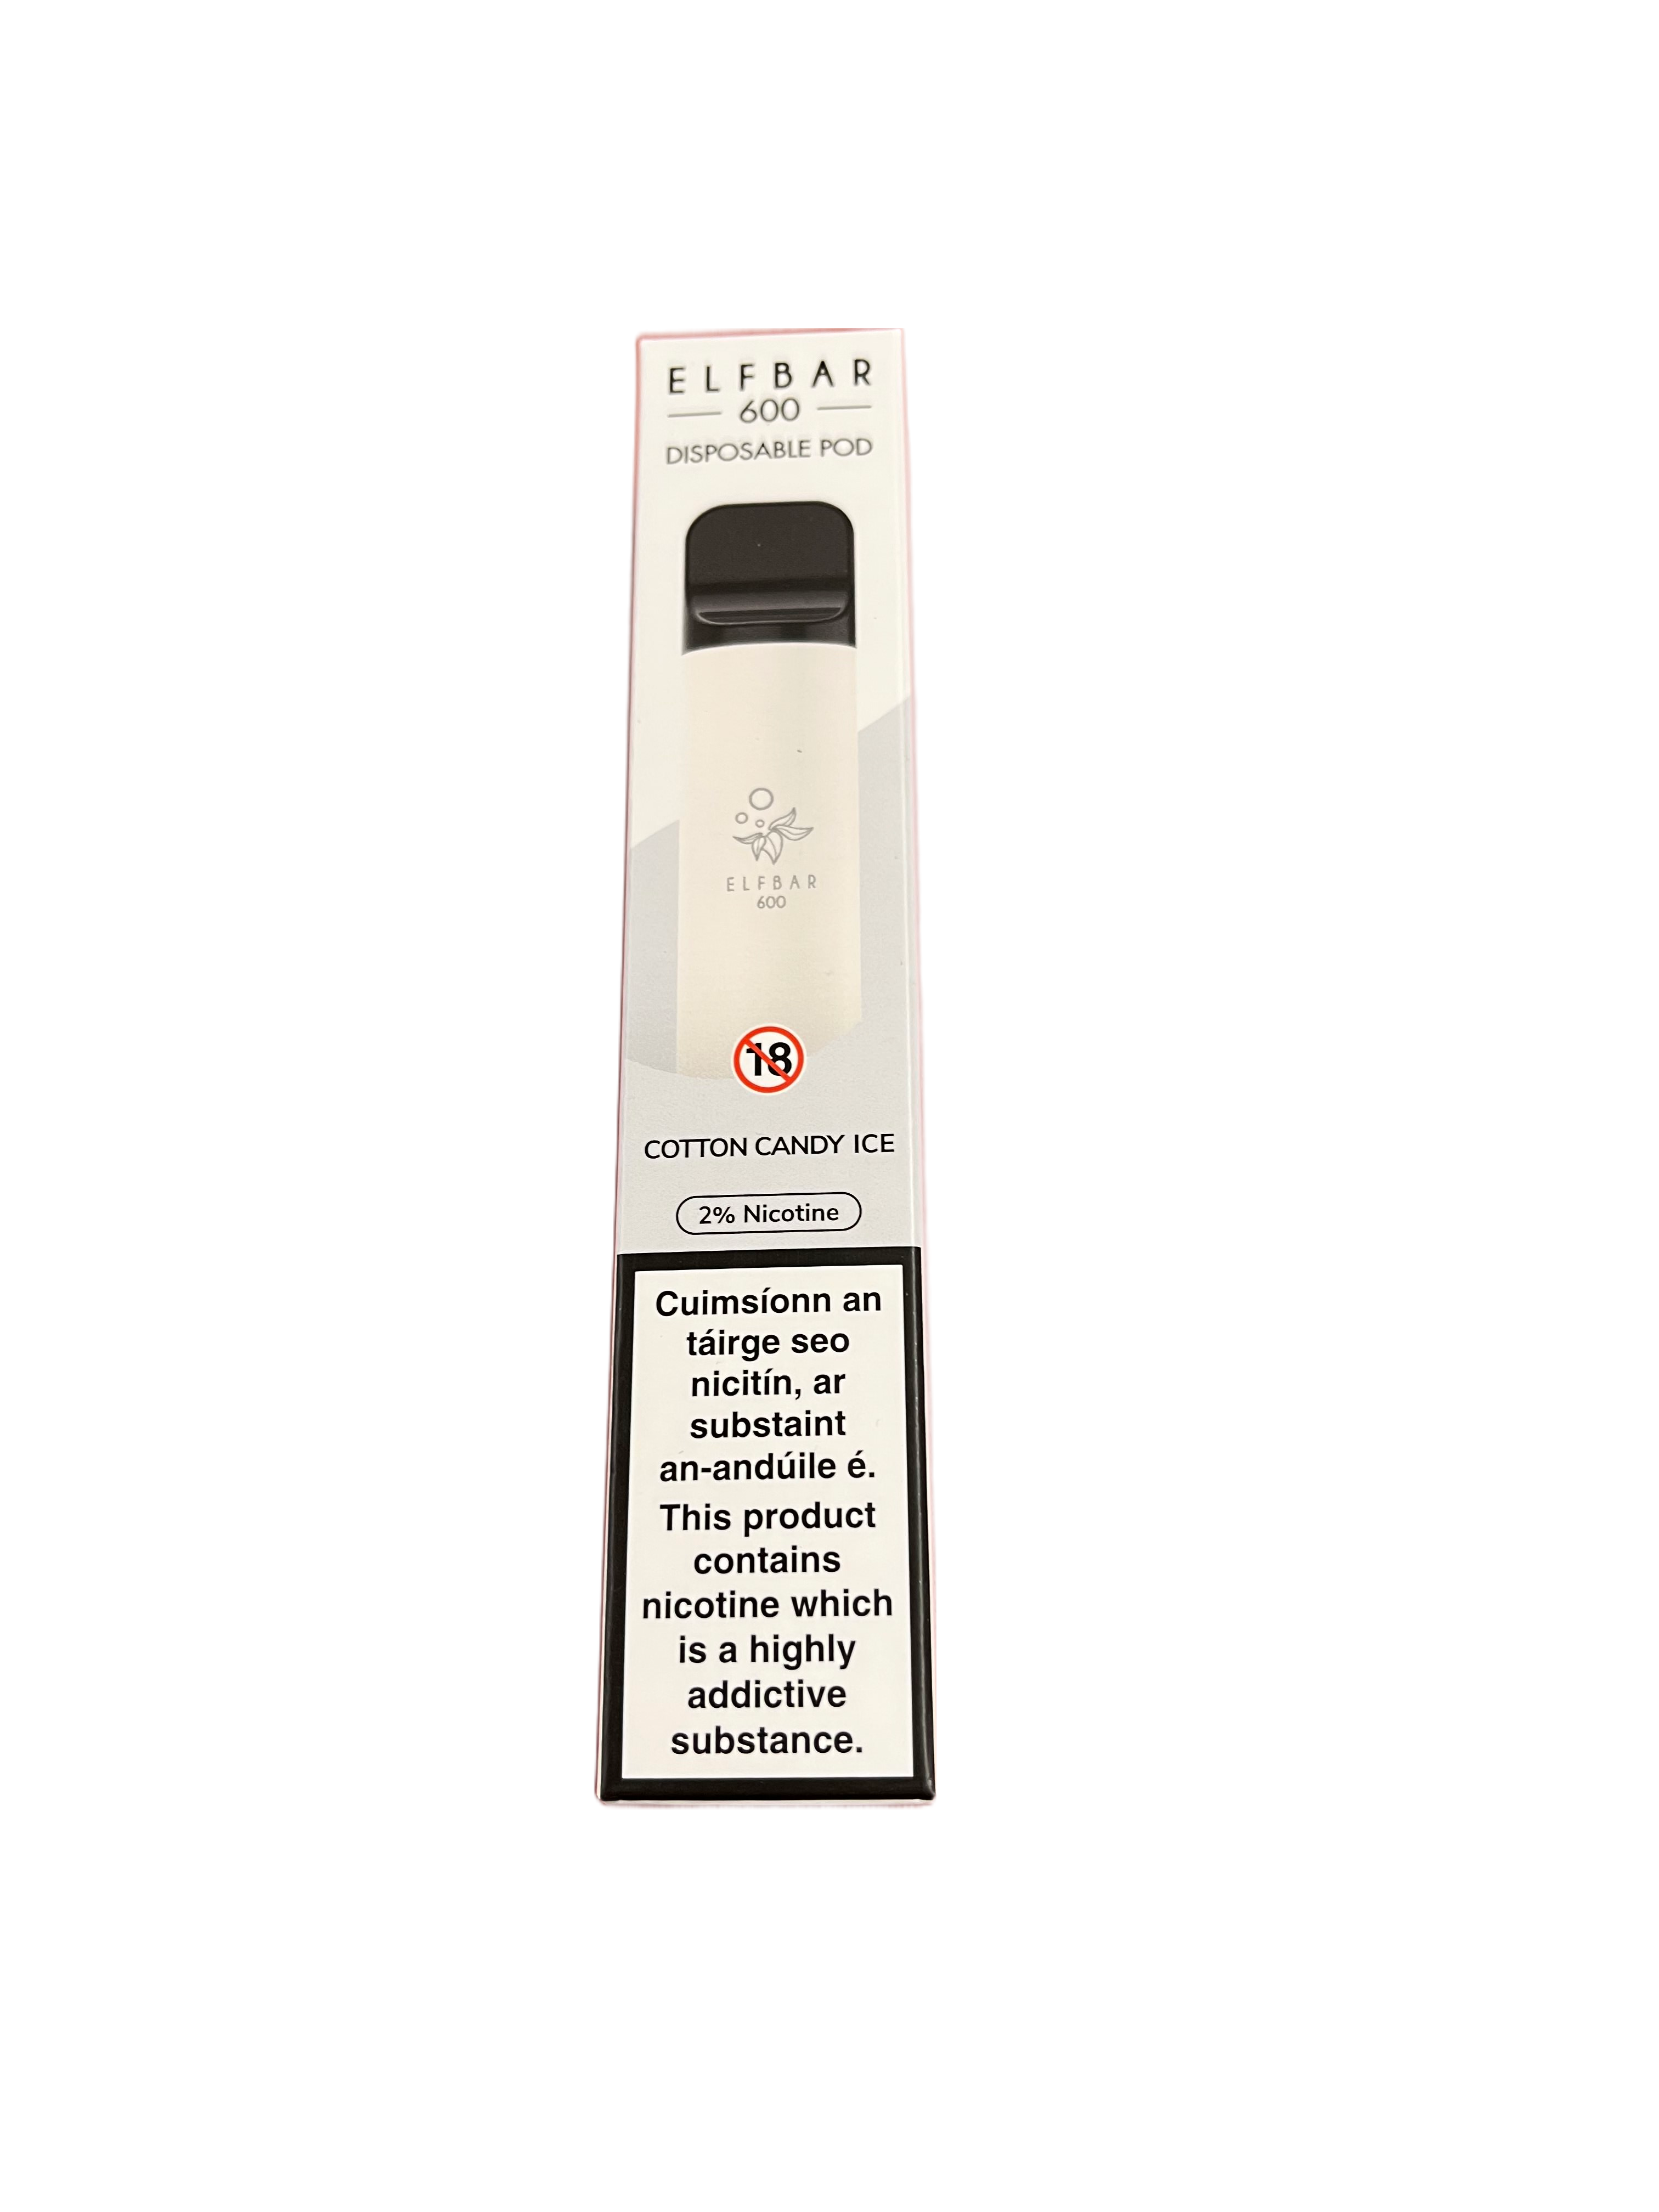 ELFBAR
600
DISPOSABLE POD
ELFBAR
600
18
COTTON CANDY ICE
2% Nicotine
Cuimsíonn an
táirge seo
nicitín, ar
substaint
an-andúile é.
This product
contains
nicotine which
is a highly
addictive
substance.